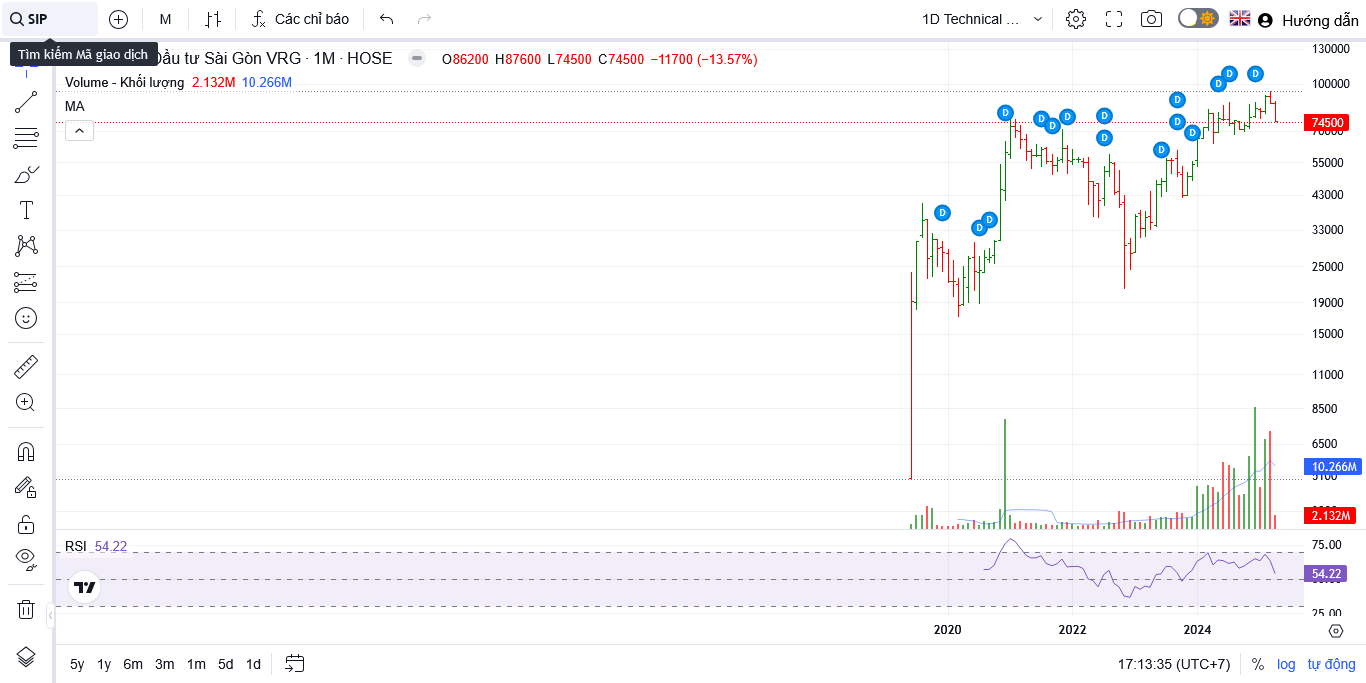 SIP M Các chỉ báo 1D Technical ... Hướng dẫn
Tìm kiếm Mã giao dịch Đầu tư Sài Gòn VRG · 1M · HOSE O86200 H87600 L74500 C74500 −11700 (−13.57%)
Volume - Khối lượng 2.132M 10.266M
MA
130000
100000
74500
55000
43000
33000
25000
19000
15000
11000
8500
6500
10.266M
2.132M
D D D D D D D D D D D D D D D D
RSI 54.22
75.00
54.22
25.00
2020 2022 2024
5y 1y 6m 3m 1m 5d 1d 17:13:35 (UTC+7) % log tự động